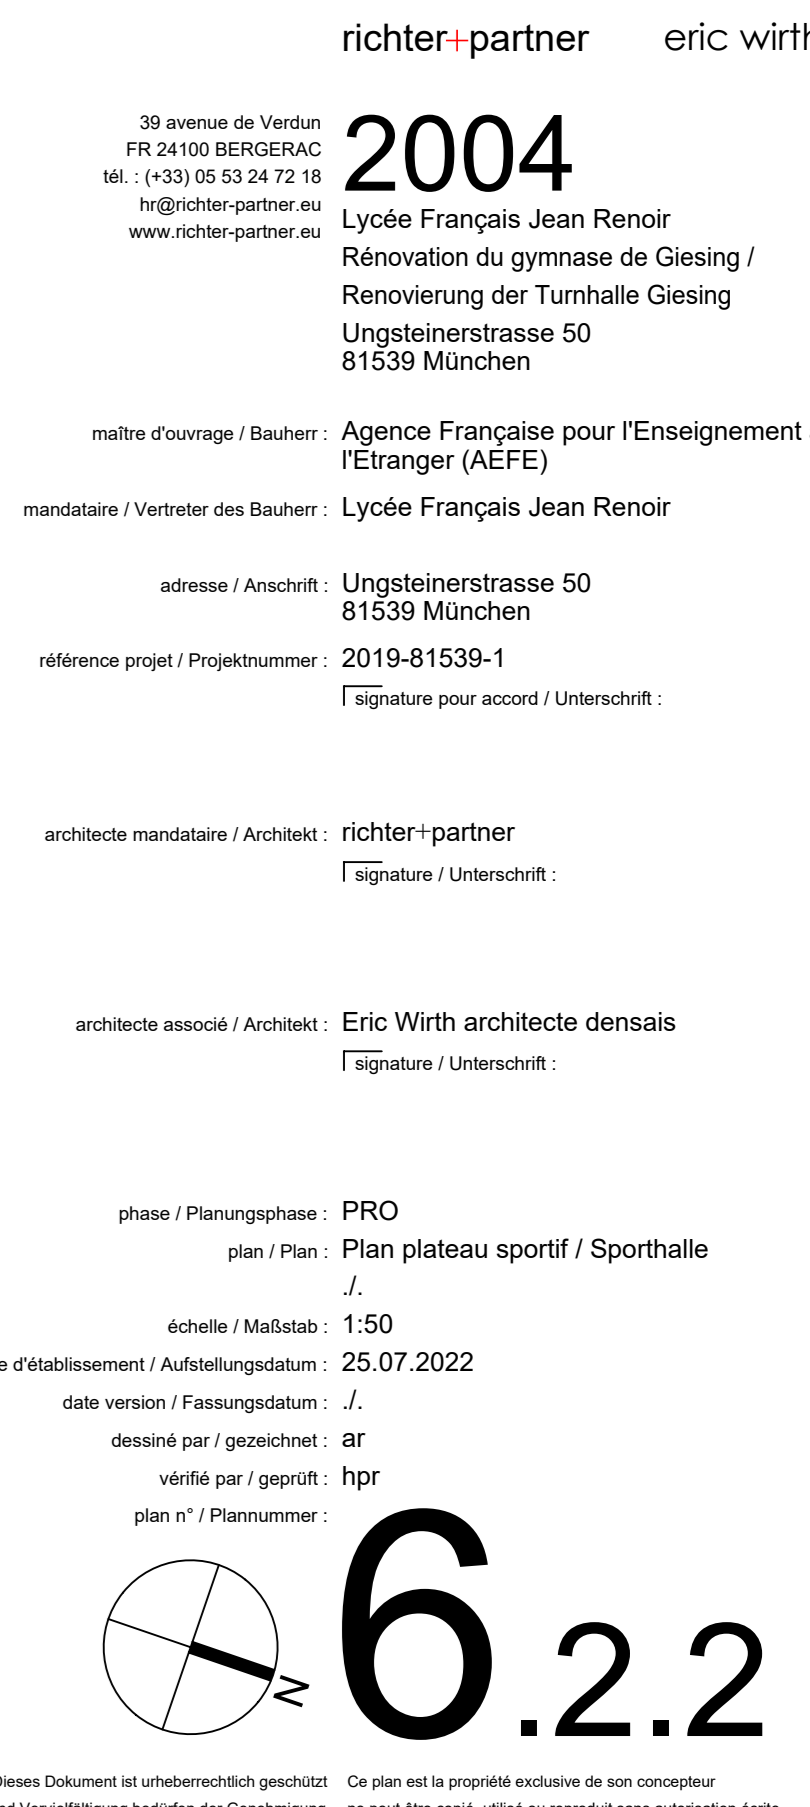 richter+partner eric wirth
39 avenue de Verdun
FR 24100 BERGERAC
tél. : (+33) 05 53 24 72 18
hr@richter-partner.eu
www.richter-partner.eu
2004
Lycée Français Jean Renoir
Rénovation du gymnase de Giesing /
Renovierung der Turnhalle Giesing
Ungsteinerstrasse 50
81539 München
maître d'ouvrage / Bauherr : Agence Française pour l'Enseignement
l'Etranger (AEFE)
mandataire / Vertreter des Bauherr : Lycée Français Jean Renoir
adresse / Anschrift : Ungsteinerstrasse 50
81539 München
référence projet / Projektnummer : 2019-81539-1
signature pour accord / Unterschrift :
architecte mandataire / Architekt : richter+partner
signature / Unterschrift :
architecte associé / Architekt : Eric Wirth architecte densais
signature / Unterschrift :
phase / Planungsphase : PRO
plan / Plan : Plan plateau sportif / Sporthalle
./.
échelle / Maßstab : 1:50
e d'établissement / Aufstellungsdatum : 25.07.2022
date version / Fassungsdatum : ./.
dessiné par / gezeichnet : ar
vérifié par / geprüft : hpr
plan n° / Plannummer :
6.2.2
N
Dieses Dokument ist urheberrechtlich geschützt
Ce plan est la propriété exclusive de son concepteur